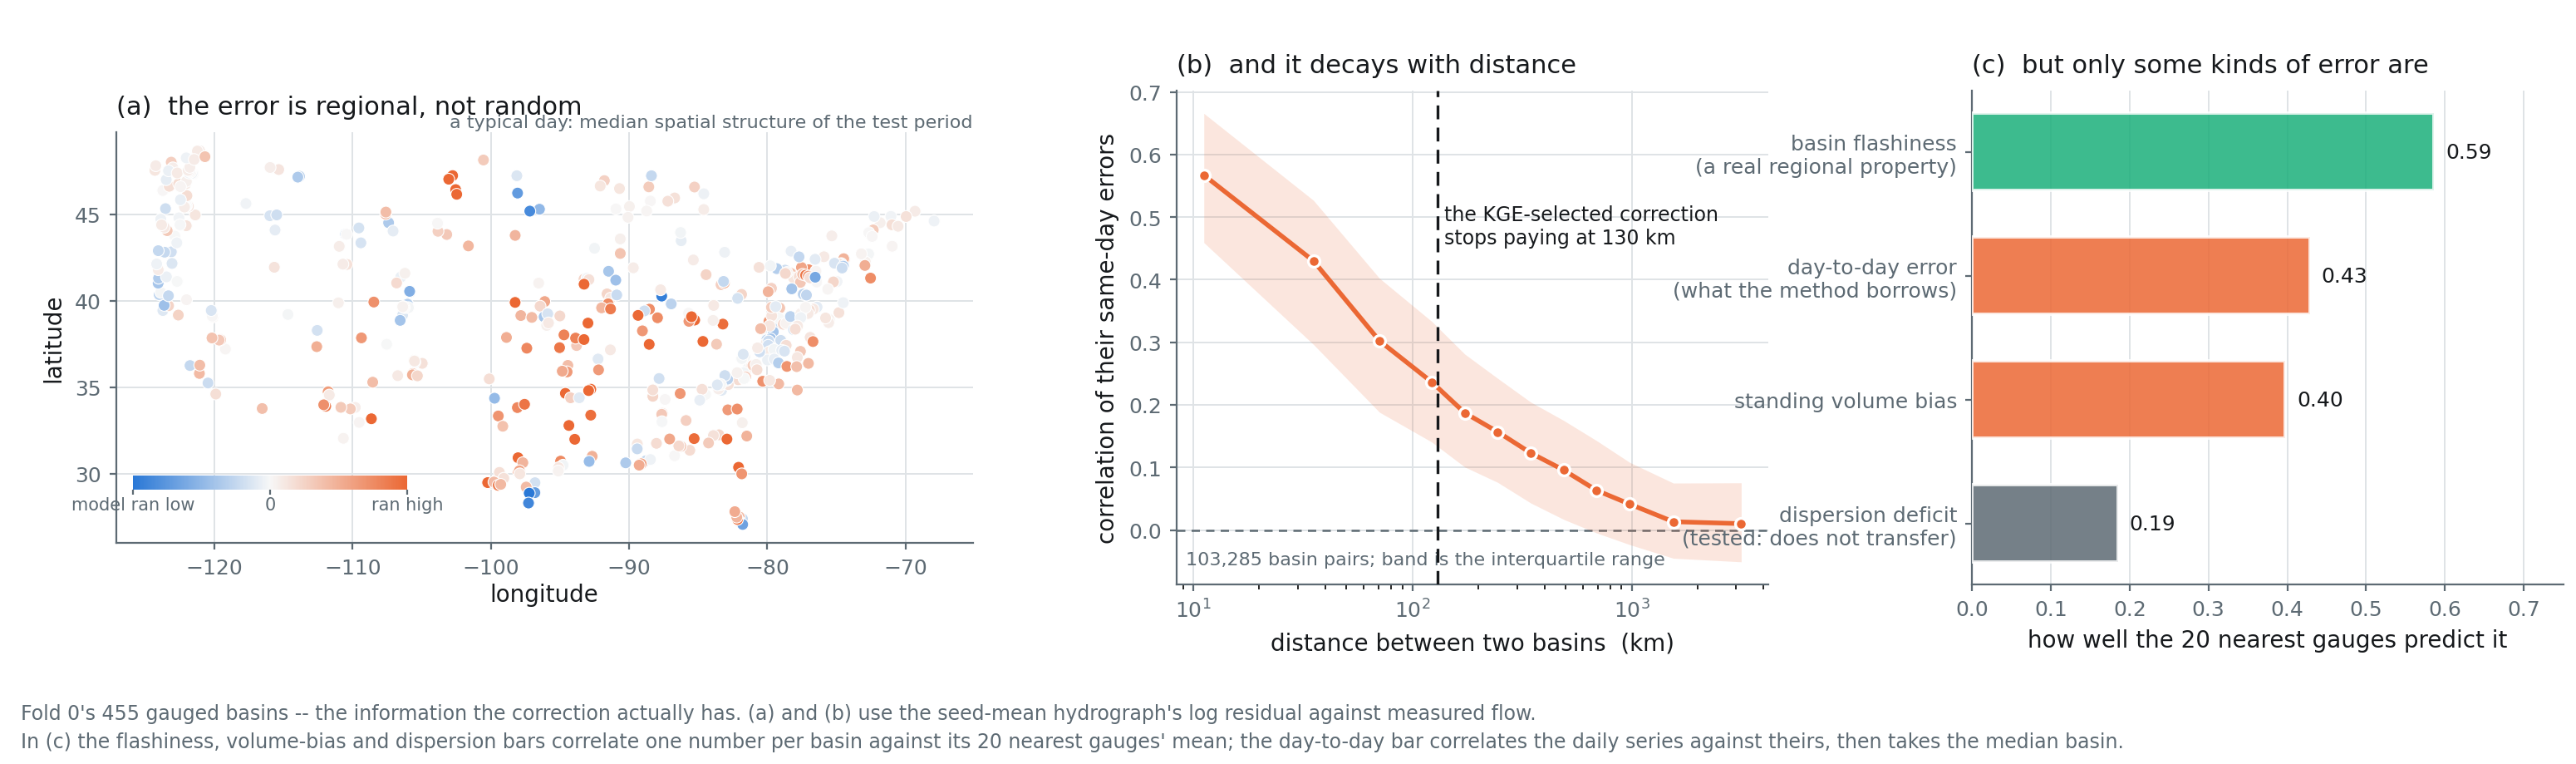 (a)  the error is regional, not random
a typical day: median spatial structure of the test period
latitude
45
40
35
30
model ran low
0
ran high
−120
−110
−100
−90
−80
−70
longitude
(b)  and it decays with distance
correlation of their same-day errors
0.7
0.6
0.5
0.4
0.3
0.2
0.1
0.0
the KGE-selected correction
stops paying at 130 km
103,285 basin pairs; band is the interquartile range
10¹
10²
10³
distance between two basins  (km)
(c)  but only some kinds of error are
basin flashiness
(a real regional property)
0.59
day-to-day error
(what the method borrows)
0.43
standing volume bias
0.40
dispersion deficit
(tested: does not transfer)
0.19
0.0
0.1
0.2
0.3
0.4
0.5
0.6
0.7
how well the 20 nearest gauges predict it
Fold 0's 455 gauged basins -- the information the correction actually has. (a) and (b) use the seed-mean hydrograph's log residual against measured flow.
In (c) the flashiness, volume-bias and dispersion bars correlate one number per basin against its 20 nearest gauges' mean; the day-to-day bar correlates the daily series against theirs, then takes the median basin.